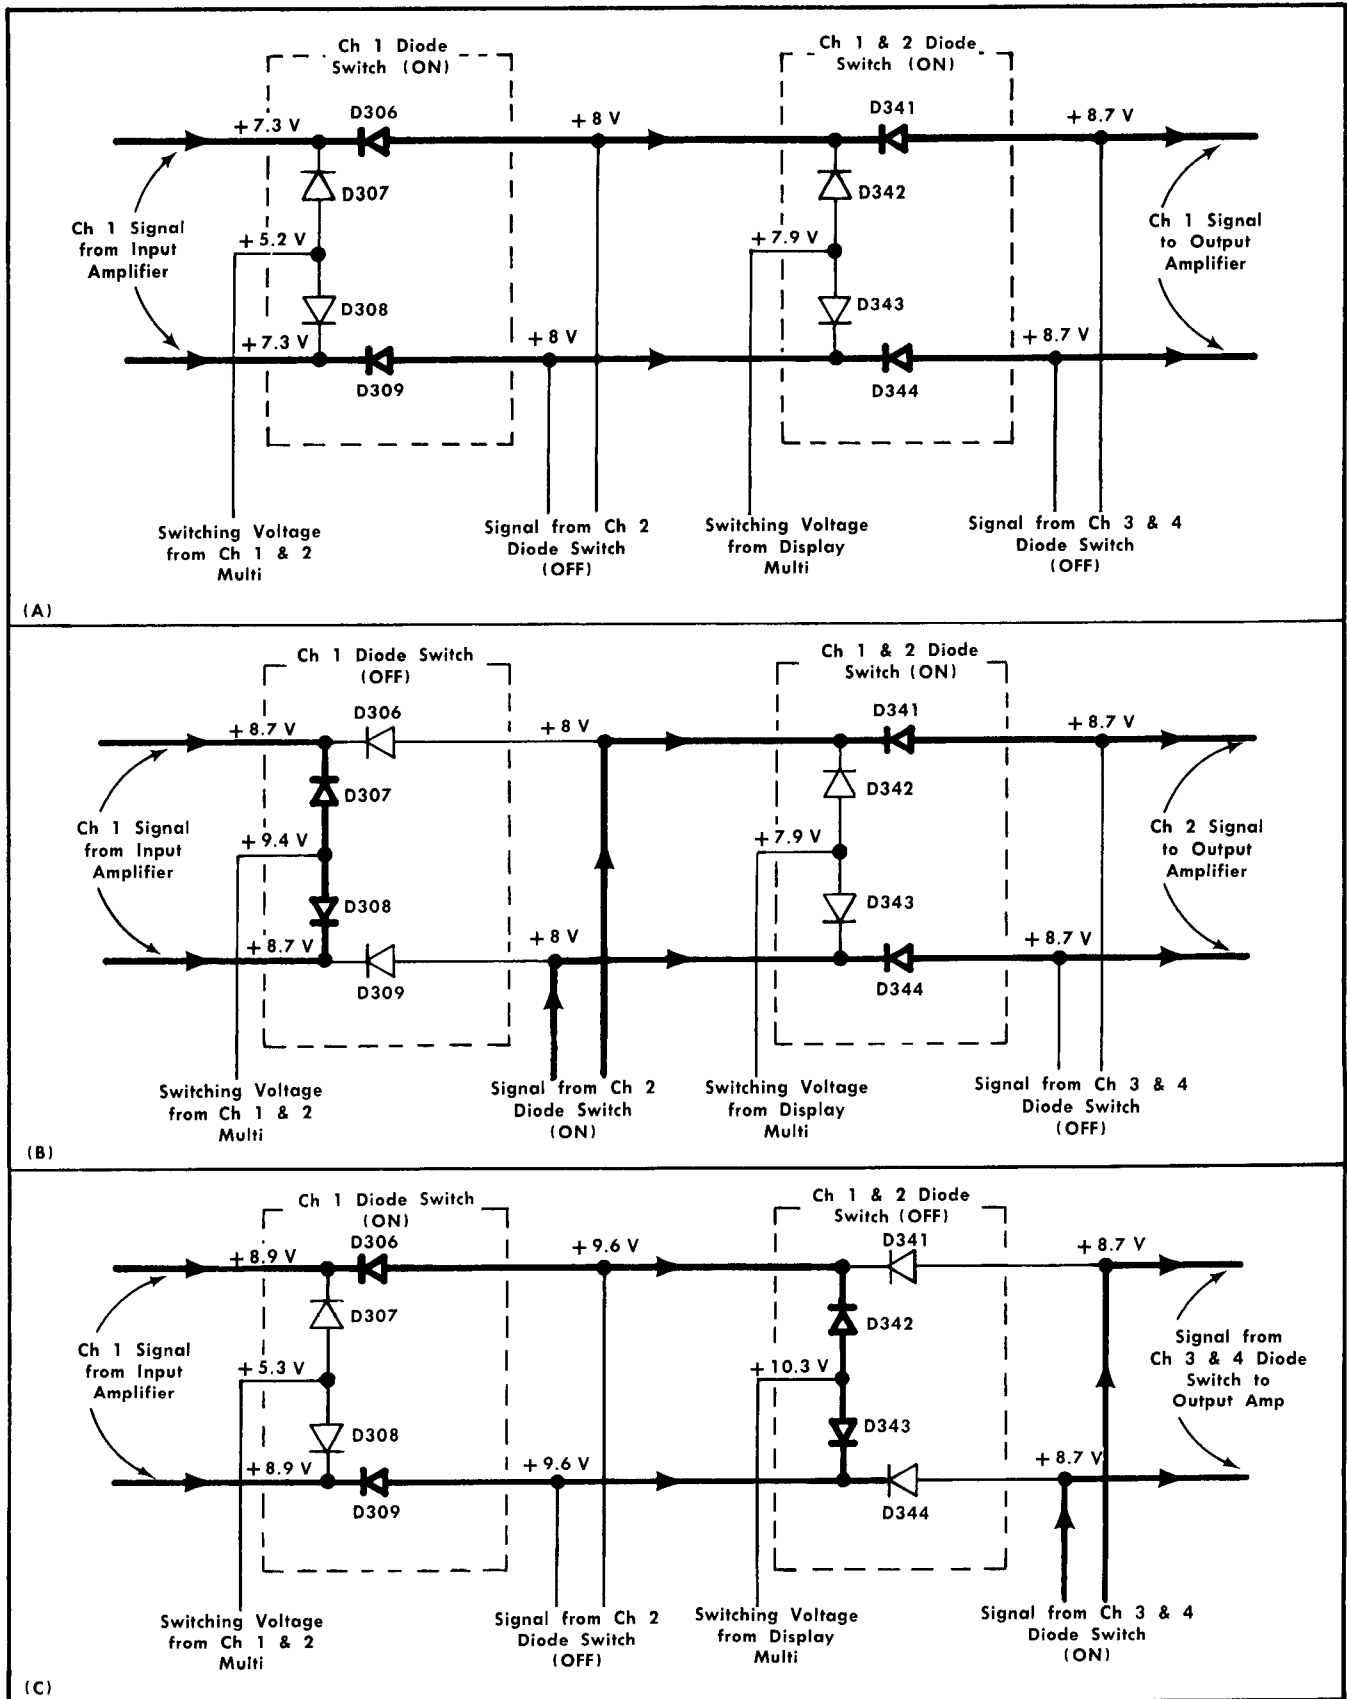 Ch 1 Diode
Switch (ON)
Ch 1 & 2 Diode
Switch (ON)
D306
D341
+7.3 V
+8 V
+8.7 V
D307
D342
Ch 1 Signal
from Input
Amplifier
+5.2 V
+7.9 V
Ch 1 Signal
to Output
Amplifier
D308
D343
+7.3 V
+8 V
+8.7 V
D309
D344
Switching Voltage
from Ch 1 & 2
Multi
Signal from Ch 2
Diode Switch
(OFF)
Switching Voltage
from Display
Multi
Signal from Ch 3 & 4
Diode Switch
(OFF)
(A)
Ch 1 Diode Switch
(OFF)
Ch 1 & 2 Diode
Switch (ON)
D306
D341
+8.7 V
+8 V
+8.7 V
D307
D342
Ch 1 Signal
from Input
Amplifier
+9.4 V
+7.9 V
Ch 2 Signal
to Output
Amplifier
D308
D343
+8.7 V
+8 V
+8.7 V
D309
D344
Switching Voltage
from Ch 1 & 2
Multi
Signal from Ch 2
Diode Switch
(ON)
Switching Voltage
from Display
Multi
Signal from Ch 3 & 4
Diode Switch
(OFF)
(B)
Ch 1 Diode Switch
(ON)
Ch 1 & 2 Diode
Switch (OFF)
D306
D341
+8.9 V
+9.6 V
+8.7 V
D307
D342
Ch 1 Signal
from Input
Amplifier
+5.3 V
+10.3 V
Signal from
Ch 3 & 4 Diode
Switch to
Output Amp
D308
D343
+8.9 V
+9.6 V
+8.7 V
D309
D344
Switching Voltage
from Ch 1 & 2
Multi
Signal from Ch 2
Diode Switch
(OFF)
Switching Voltage
from Display
Multi
Signal from Ch 3 & 4
Diode Switch
(ON)
(C)